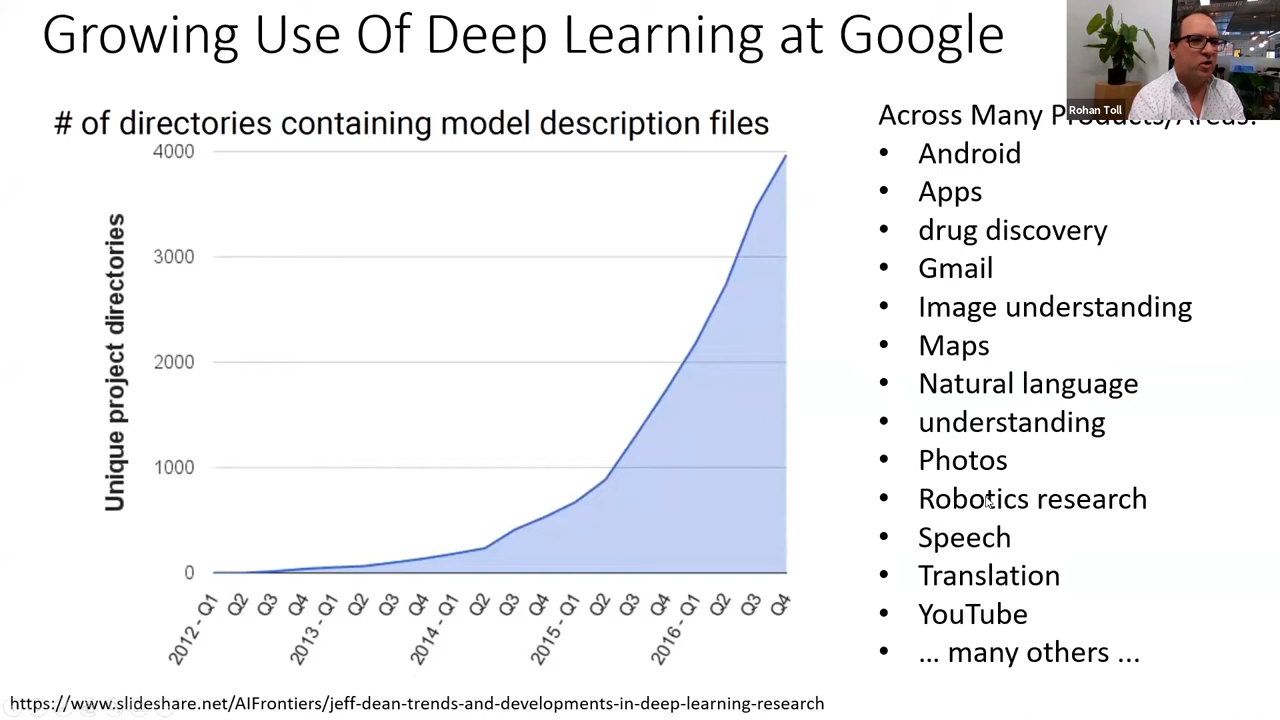 Growing Use Of Deep Learning at Google
Rohan Toll
# of directories containing model description files
Unique project directories
4000
3000
2000
1000
0
2012 - Q1
Q2
Q3
Q4
2013 - Q1
Q2
Q3
Q4
2014 - Q1
Q2
Q3
Q4
2015 - Q1
Q2
Q3
Q4
2016 - Q1
Q2
Q3
Q4
Across Many Products/Areas:
• Android
• Apps
• drug discovery
• Gmail
• Image understanding
• Maps
• Natural language
• understanding
• Photos
• Robotics research
• Speech
• Translation
• YouTube
• ... many others ...
https://www.slideshare.net/AIFrontiers/jeff-dean-trends-and-developments-in-deep-learning-research